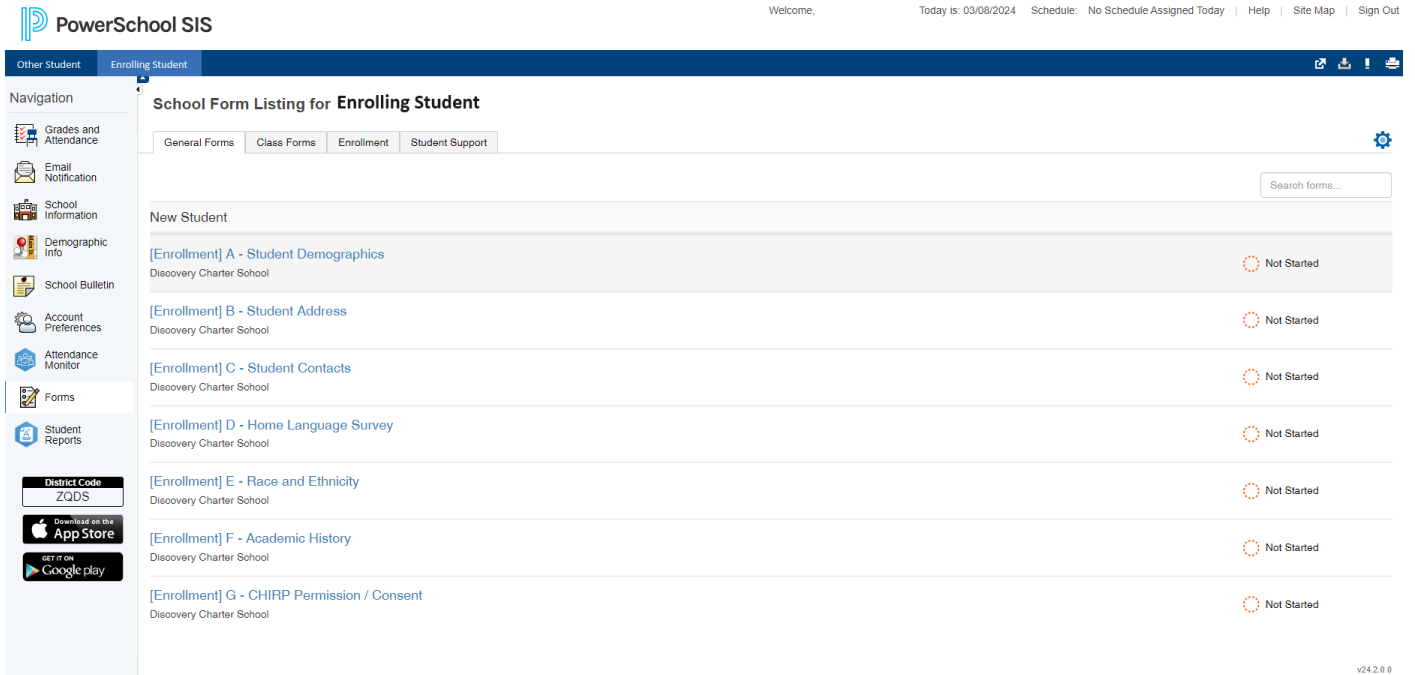 PowerSchool SIS
Welcome,
Today is: 03/08/2024 Schedule: No Schedule Assigned Today | Help | Site Map | Sign Out
Other Student
Enrolling Student
Navigation
Grades and
Attendance
Email
Notification
School
Information
Demographic
Info
School Bulletin
Account
Preferences
Attendance
Monitor
Forms
Student
Reports
District Code
ZQDS
Download on the
App Store
GET IT ON
Google play
School Form Listing for Enrolling Student
General Forms
Class Forms
Enrollment
Student Support
Search forms...
New Student
[Enrollment] A - Student Demographics
Discovery Charter School
Not Started
[Enrollment] B - Student Address
Discovery Charter School
Not Started
[Enrollment] C - Student Contacts
Discovery Charter School
Not Started
[Enrollment] D - Home Language Survey
Discovery Charter School
Not Started
[Enrollment] E - Race and Ethnicity
Discovery Charter School
Not Started
[Enrollment] F - Academic History
Discovery Charter School
Not Started
[Enrollment] G - CHIRP Permission / Consent
Discovery Charter School
Not Started
v24.2.0.0